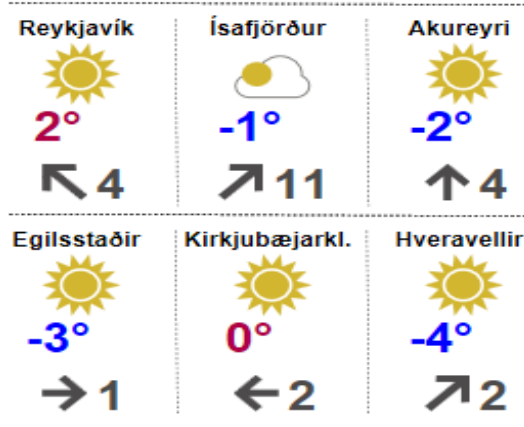 Reykjavík Ísafjörður Akureyri
2° -1° -2°
4 11 4
Egilsstaðir Kirkjubæjarkl. Hveravellir
-3° 0° -4°
1 2 2